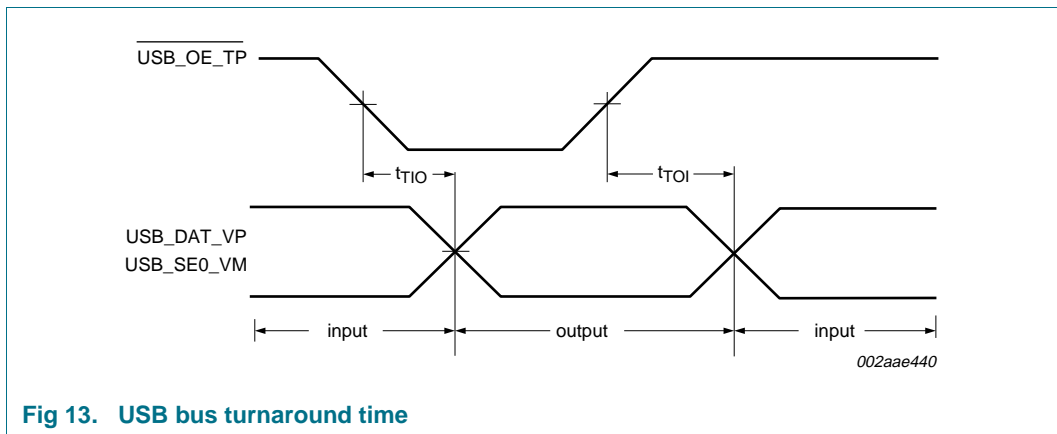 USB_OE_TP
tTIO
tTOI
USB_DAT_VP
USB_SE0_VM
input
output
input
002aae440
Fig 13. USB bus turnaround time